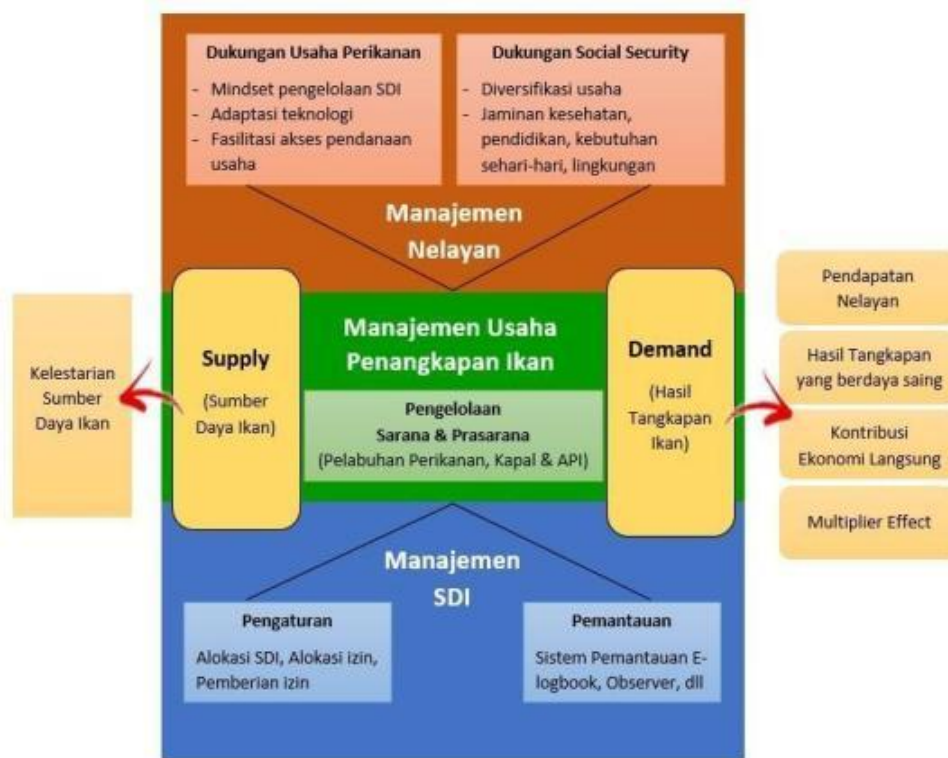 Dukungan Usaha Perikanan
- Mindset pengelolaan SDI
- Adaptasi teknologi
- Fasilitasi akses pendanaan
usaha
Dukungan Social Security
- Diversifikasi usaha
- Jaminan kesehatan,
pendidikan, kebutuhan
sehari-hari, lingkungan
Manajemen
Nelayan
Kelestarian
Sumber
Daya Ikan
Supply
(Sumber
Daya Ikan)
Manajemen Usaha
Penangkapan Ikan
Pengelolaan
Sarana & Prasarana
(Pelabuhan Perikanan, Kapal & API)
Demand
(Hasil
Tangkapan
Ikan)
Pendapatan
Nelayan
Hasil Tangkapan
yang berdaya saing
Kontribusi
Ekonomi Langsung
Multiplier Effect
Manajemen
SDI
Pengaturan
Alokasi SDI, Alokasi izin,
Pemberian izin
Pemantauan
Sistem Pemantauan E-
logbook, Observer, dll